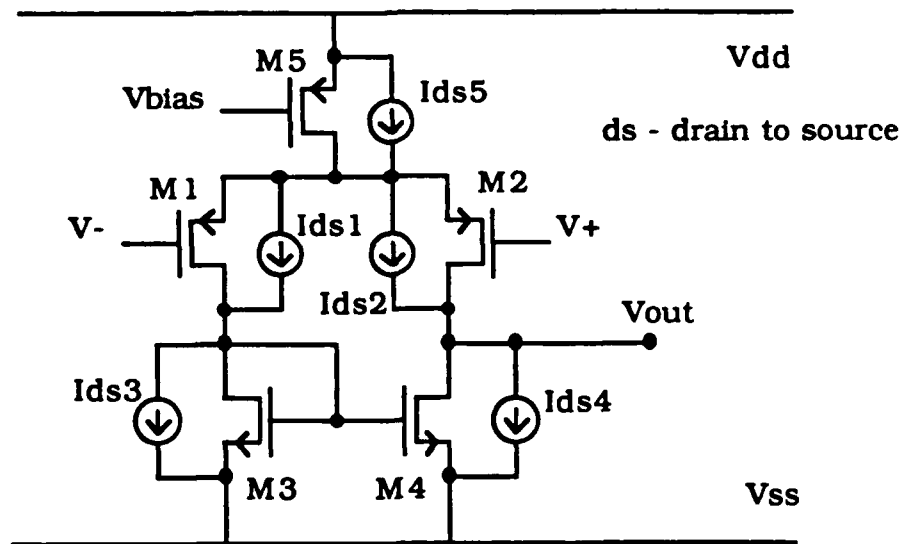 M5
Vdd
Vbias
Ids5
ds - drain to source
M1
M2
V-
Ids1
V+
Ids2
Vout
Ids3
Ids4
M3
M4
Vss